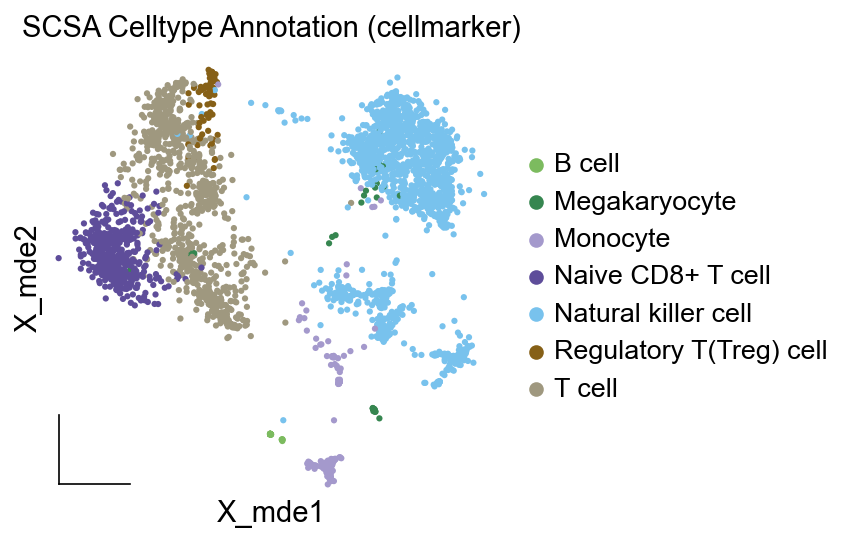 SCSA Celltype Annotation (cellmarker)
B cell
Megakaryocyte
Monocyte
Naive CD8+ T cell
Natural killer cell
Regulatory T(Treg) cell
T cell
X_mde2
X_mde1